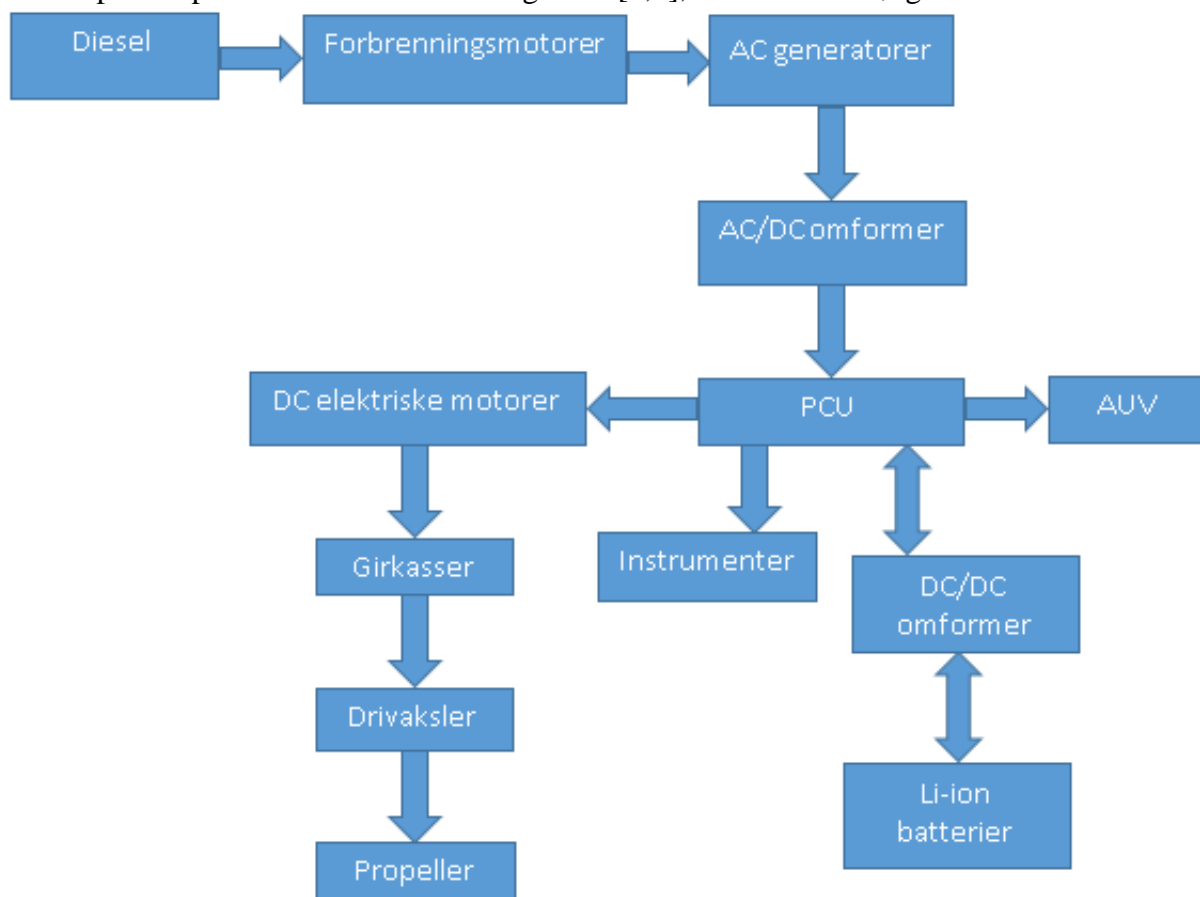 Diesel
Forbrenningsmotorer
AC generatorer
AC/DC omformer
DC elektriske motorer
PCU
AUV
Girkasser
Instrumenter
DC/DC
omformer
Drivaksler
Li-ion
batterier
Propeller